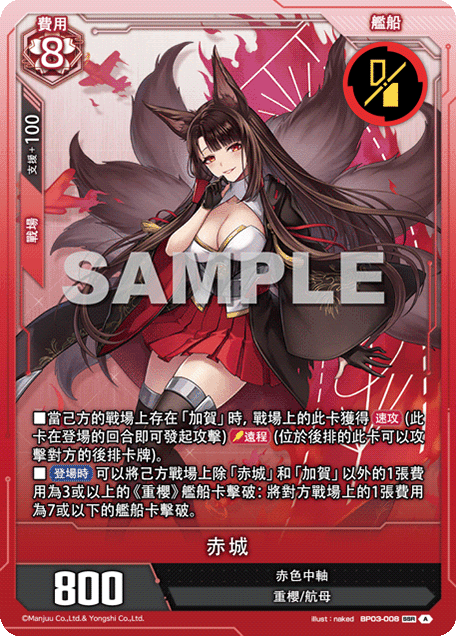 費用
8
艦船
支援+100
戰場
SAMPLE
■當己方的戰場上存在「加賀」時，戰場上的此卡獲得 速攻 (此
卡在登場的回合即可發起攻擊) 遠程 (位於後排的此卡可以攻
擊對方的後排卡牌)。
■ 登場時 可以將己方戰場上除「赤城」和「加賀」以外的1張費
用為3或以上的《重櫻》艦船卡擊破：將對方戰場上的1張費用
為7或以下的艦船卡擊破。
赤城
800
赤色中軸
重櫻/航母
©Manjuu Co.,Ltd.& Yongshi Co.,Ltd.
illust：naked BP03-008 SSR A